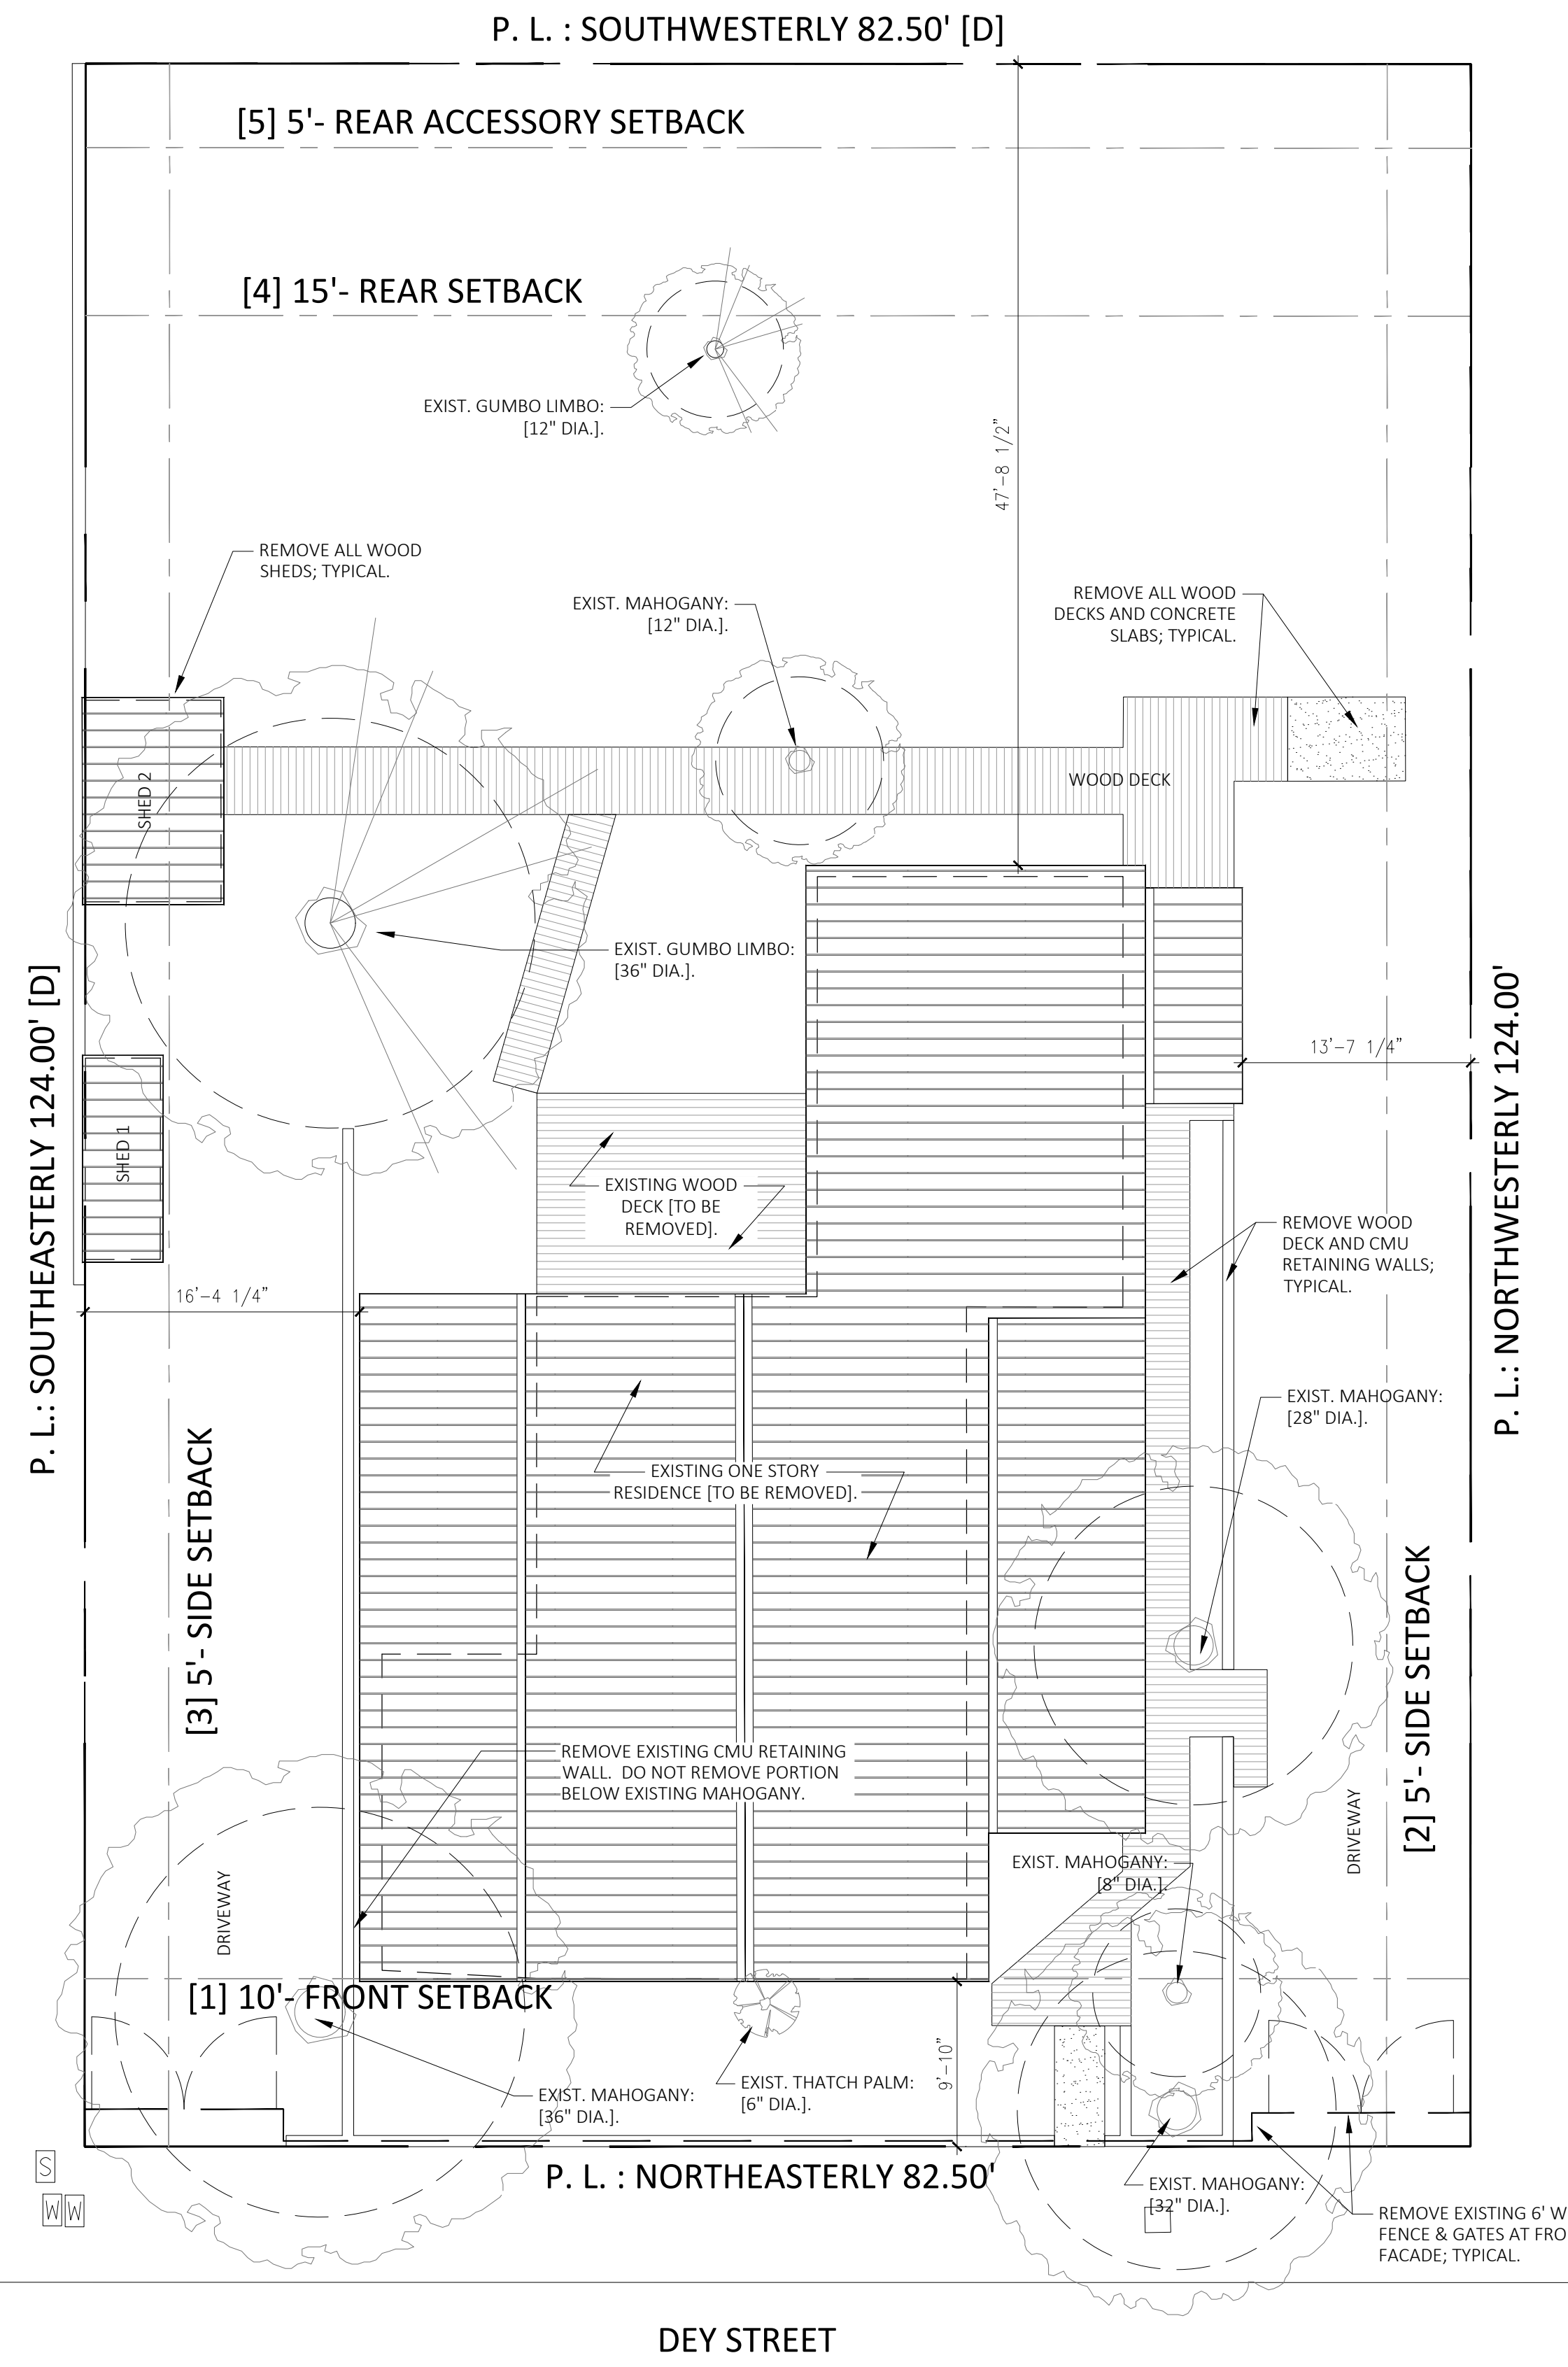 P. L. : SOUTHWESTERLY 82.50' [D]
[5] 5'- REAR ACCESSORY SETBACK
[4] 15'- REAR SETBACK
EXIST. GUMBO LIMBO:
[12" DIA.].
47'-8 1/2"
REMOVE ALL WOOD
SHEDS; TYPICAL.
EXIST. MAHOGANY:
[12" DIA.].
REMOVE ALL WOOD
DECKS AND CONCRETE
SLABS; TYPICAL.
SHED 2
WOOD DECK
EXIST. GUMBO LIMBO:
[36" DIA.].
P. L.: SOUTHEASTERLY 124.00' [D]
P. L.: NORTHWESTERLY 124.00'
13'-7 1/4"
SHED 1
EXISTING WOOD
DECK [TO BE
REMOVED].
REMOVE WOOD
DECK AND CMU
RETAINING WALLS;
TYPICAL.
16'-4 1/4"
EXIST. MAHOGANY:
[28" DIA.].
[3] 5'- SIDE SETBACK
EXISTING ONE STORY
RESIDENCE [TO BE REMOVED].
[2] 5'- SIDE SETBACK
REMOVE EXISTING CMU RETAINING
WALL.  DO NOT REMOVE PORTION
BELOW EXISTING MAHOGANY.
DRIVEWAY
DRIVEWAY
EXIST. MAHOGANY:
[8" DIA.].
[1] 10'- FRONT SETBACK
9'-10"
EXIST. THATCH PALM:
[6" DIA.].
EXIST. MAHOGANY:
[36" DIA.].
S
W W
P. L. : NORTHEASTERLY 82.50'
EXIST. MAHOGANY:
[32" DIA.].
REMOVE EXISTING 6' W
FENCE & GATES AT FRO
FACADE; TYPICAL.
DEY STREET